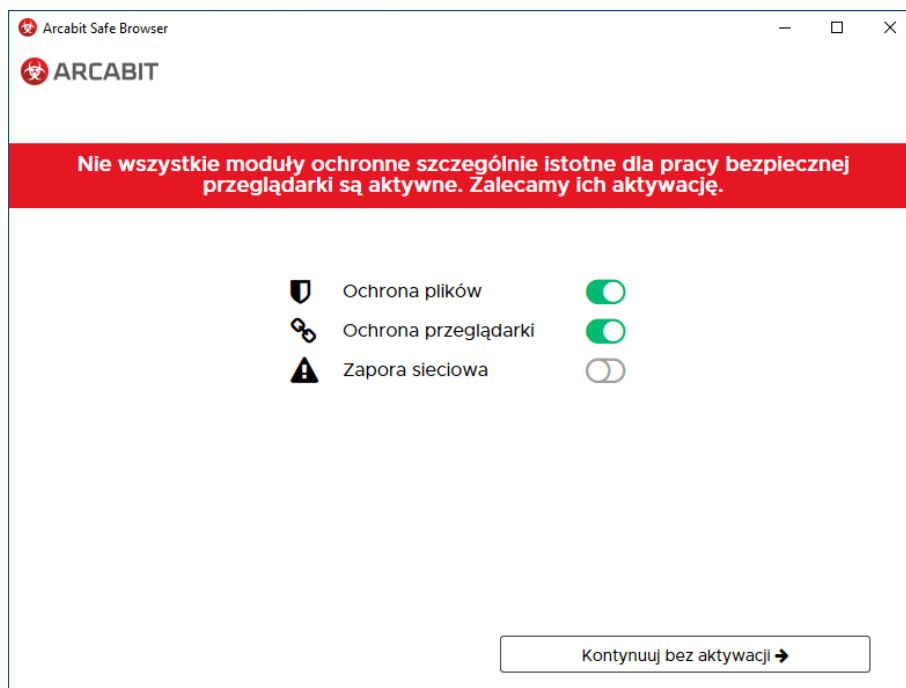 Arcabit Safe Browser
ARCABIT
Nie wszystkie moduły ochronne szczególnie istotne dla pracy bezpiecznej
przeglądarki są aktywne. Zalecamy ich aktywację.
Ochrona plików
Ochrona przeglądarki
Zapora sieciowa
Kontynuuj bez aktywacji